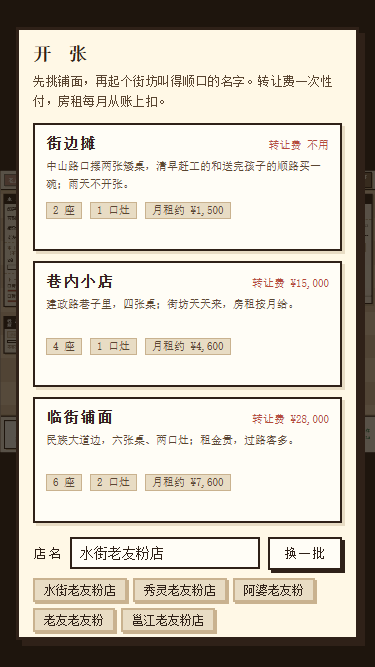 开 张
先挑铺面，再起个街坊叫得顺口的名字。转让费一次性
付，房租每月从账上扣。
街边摊 转让费 不用
中山路口摆两张矮桌，清早赶工的和送完孩子的顺路买一
碗；雨天不开张。
2 座 1 口灶 月租约 ¥1,500
巷内小店 转让费 ¥15,000
建政路巷子里，四张桌；街坊天天来，房租按月给。
4 座 1 口灶 月租约 ¥4,600
临街铺面 转让费 ¥28,000
民族大道边，六张桌、两口灶；租金贵，过路客多。
6 座 2 口灶 月租约 ¥7,600
店名 水街老友粉店 换一批
水街老友粉店 秀灵老友粉店 阿婆老友粉
老友老友粉 邕江老友粉店